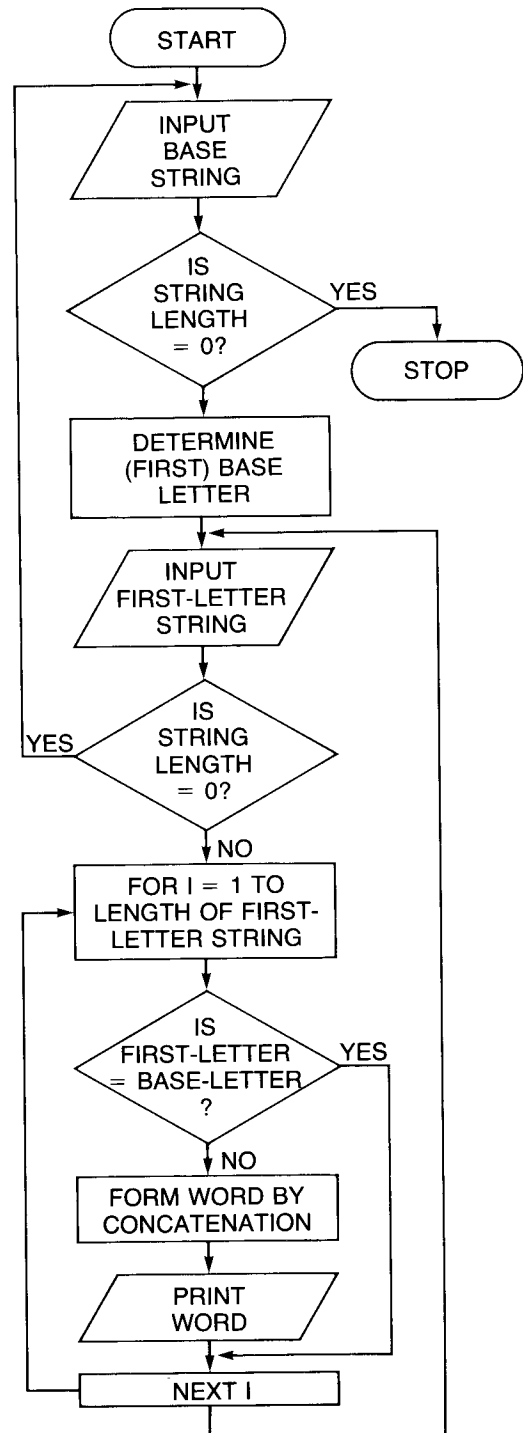 START
INPUT
BASE
STRING
IS
STRING
LENGTH
= 0?
YES
STOP
DETERMINE
(FIRST) BASE
LETTER
INPUT
FIRST-LETTER
STRING
IS
STRING
LENGTH
= 0?
YES
NO
FOR I = 1 TO
LENGTH OF FIRST-
LETTER STRING
IS
FIRST-LETTER
= BASE-LETTER
?
YES
NO
FORM WORD BY
CONCATENATION
PRINT
WORD
NEXT I